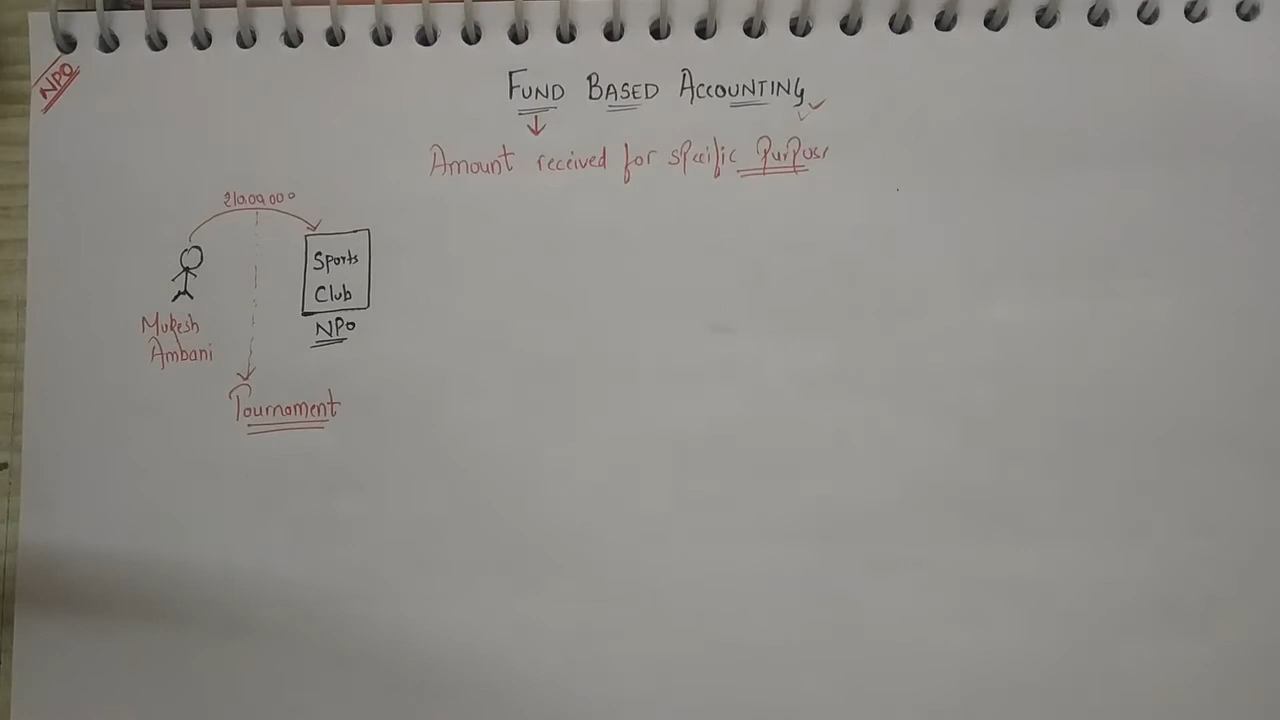 NPO
FUND BASED ACCOUNTING
Amount received for specific Purpose
₹10,00,000
Sports
Club
NPO
Mukesh
Ambani
Tournament